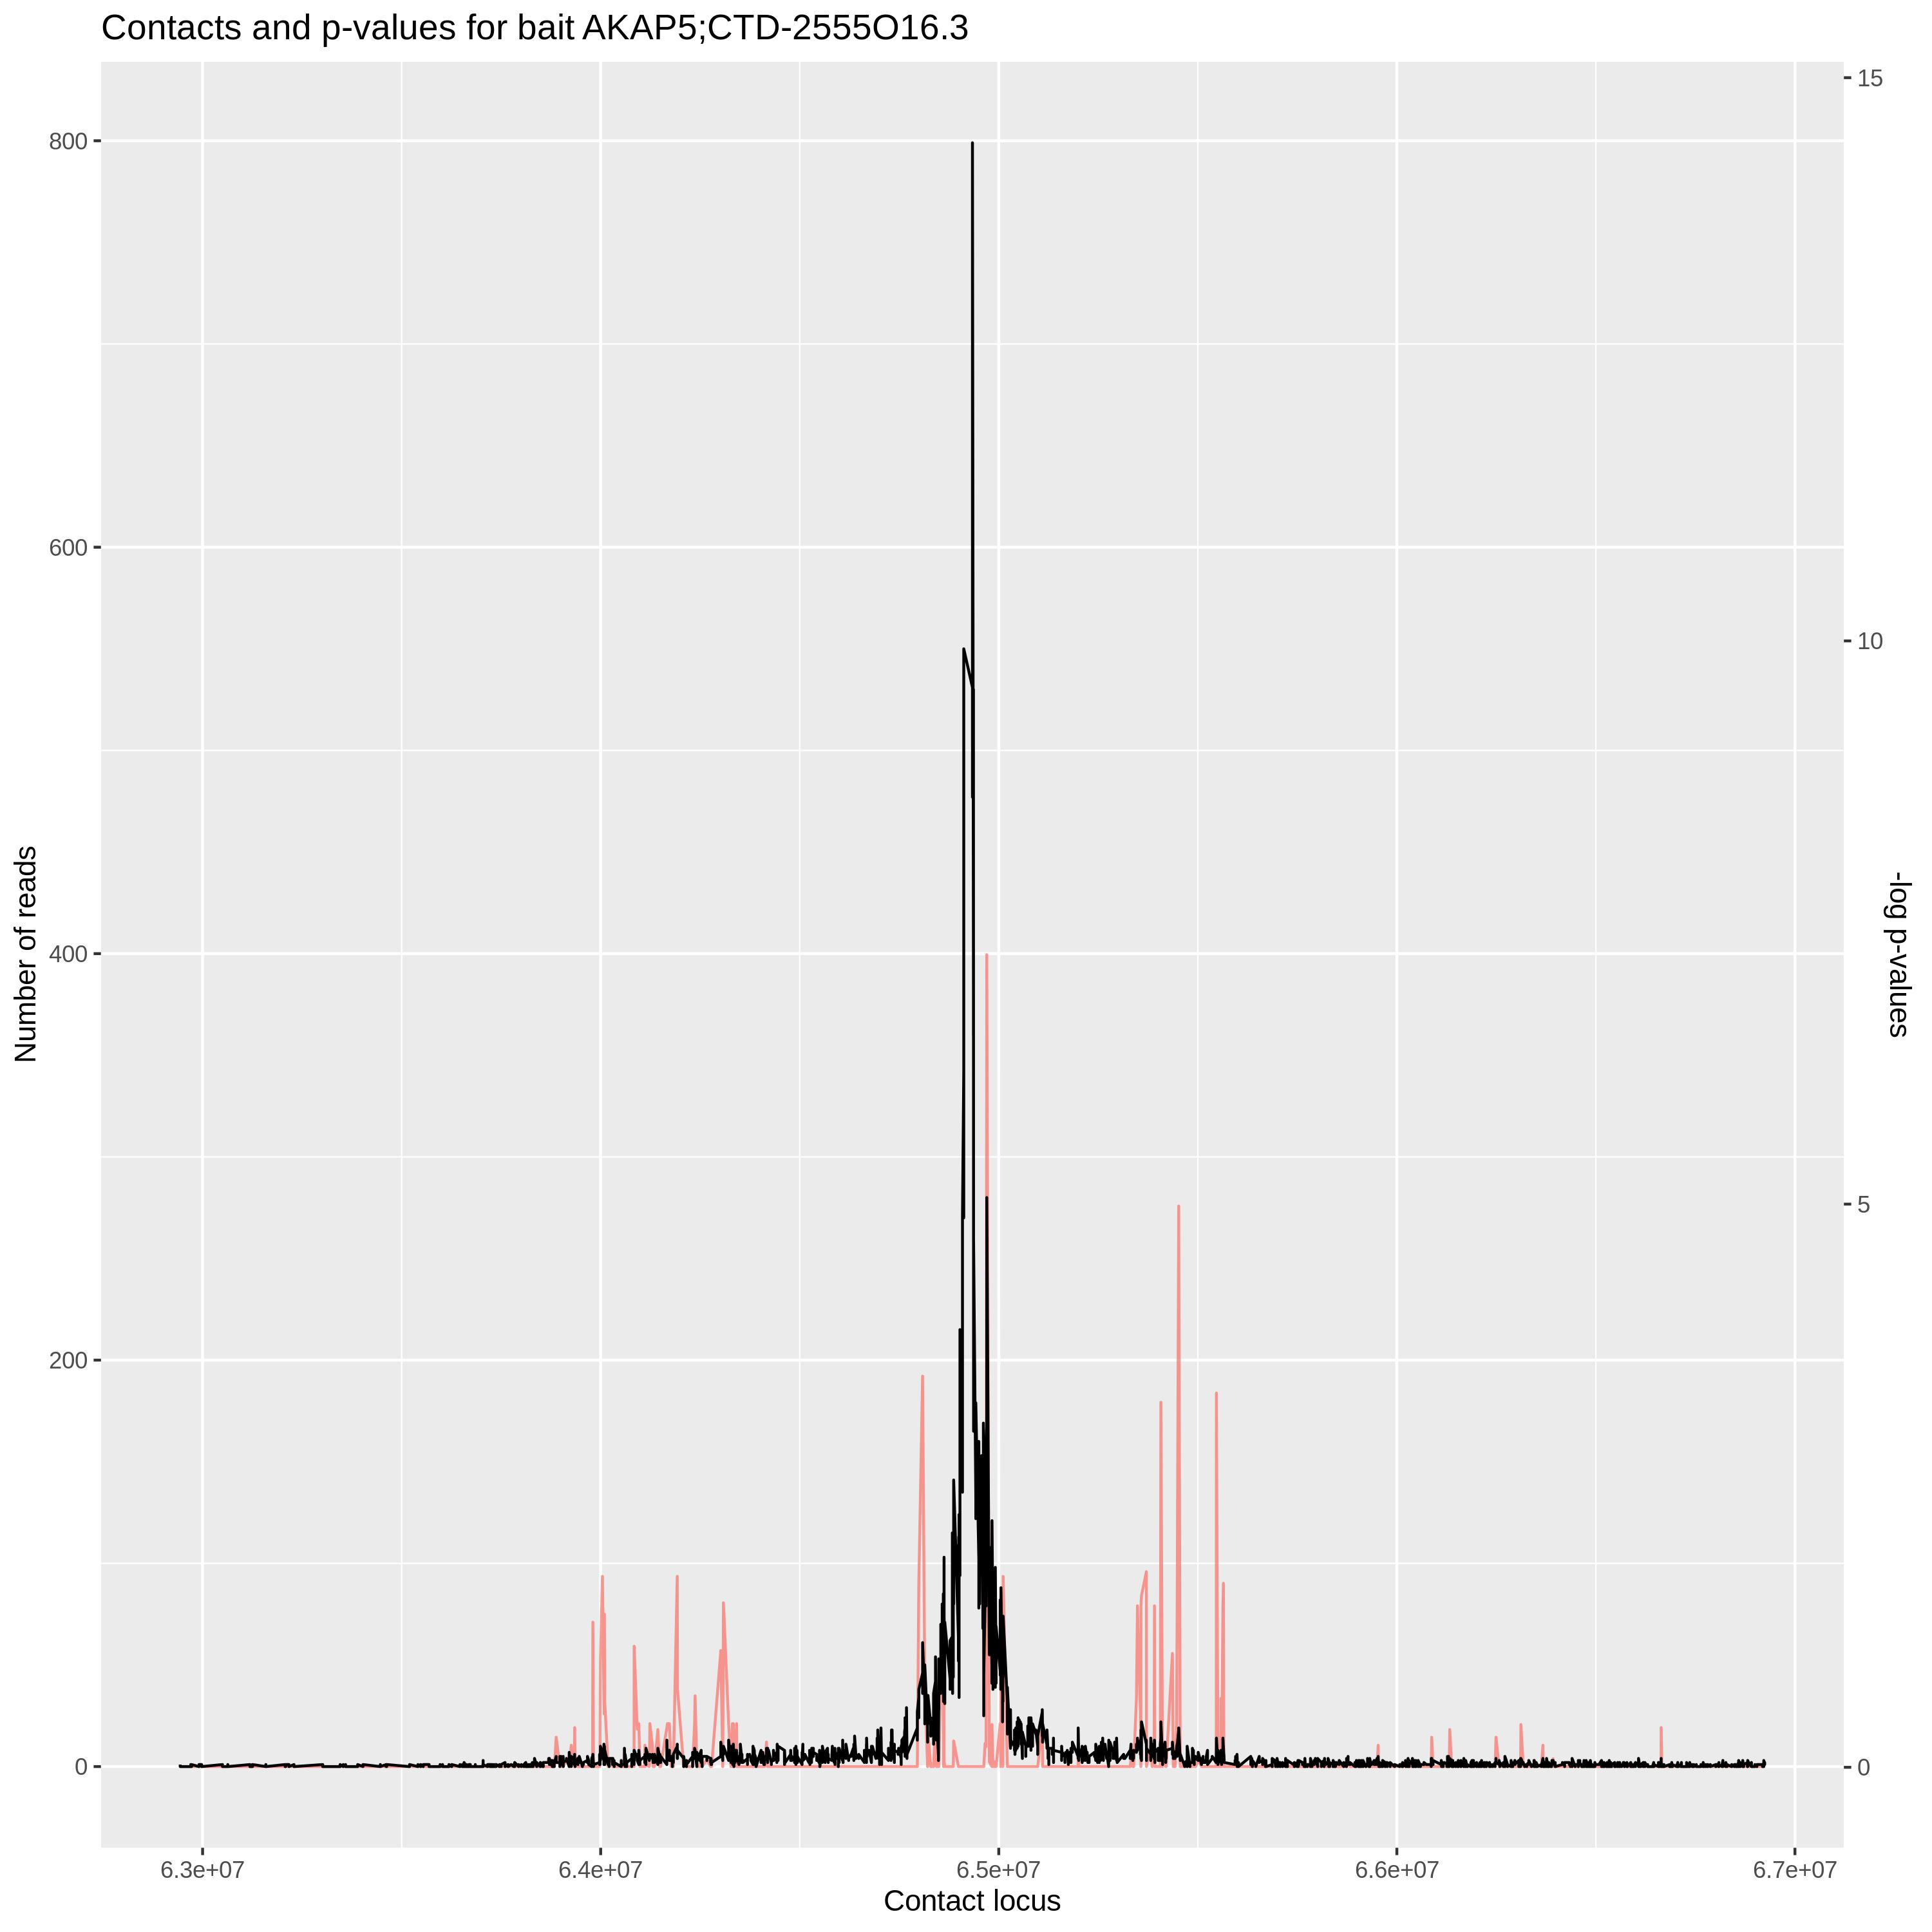 Contacts and p-values for bait AKAP5;CTD-2555O16.3
15
800
10
600
400
5
200
0
0
Number of reads
-log p-values
6.3e+07 6.4e+07 6.5e+07 6.6e+07 6.7e+07
Contact locus